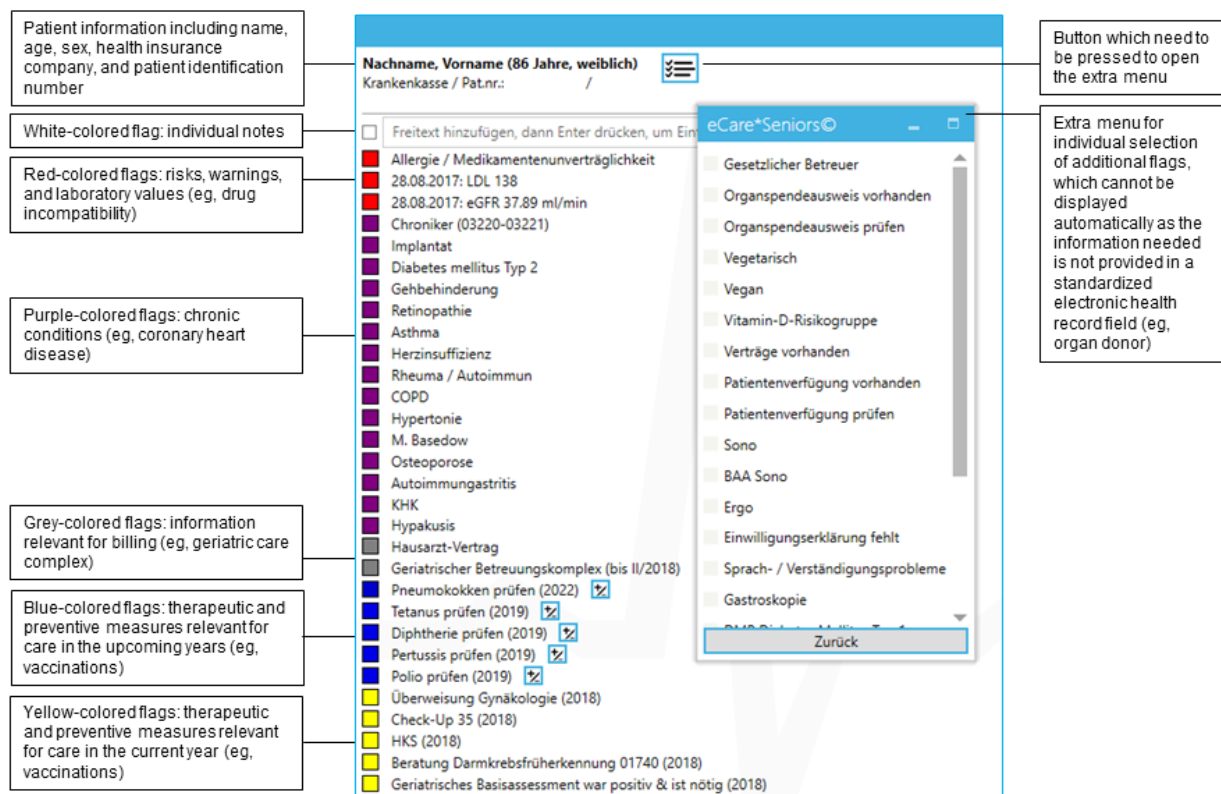 Patient information including name,
age, sex, health insurance
company, and patient identification
number
White-colored flag: individual notes
Red-colored flags: risks, warnings,
and laboratory values (eg, drug
incompatibility)
Purple-colored flags: chronic
conditions (eg, coronary heart
disease)
Grey-colored flags: information
relevant for billing (eg, geriatric care
complex)
Blue-colored flags: therapeutic and
preventive measures relevant for
care in the upcoming years (eg,
vaccinations)
Yellow-colored flags: therapeutic
and preventive measures relevant
for care in the current year (eg,
vaccinations)
Nachname, Vorname (86 Jahre, weiblich)
Krankenkasse / Pat.nr.: /
Freitext hinzufügen, dann Enter drücken, um
Allergie / Medikamentenunverträglichkeit
28.08.2017: LDL 138
28.08.2017: eGFR 37.89 ml/min
Chroniker (03220-03221)
Implantat
Diabetes mellitus Typ 2
Gehbehinderung
Retinopathie
Asthma
Herzinsuffizienz
Rheuma / Autoimmun
COPD
Hypertonie
M. Basedow
Osteoporose
Autoimmungastritis
KHK
Hypakusis
Hausarzt-Vertrag
Geriatrischer Betreuungskomplex (bis II/2018)
Pneumokokken prüfen (2022)
Tetanus prüfen (2019)
Diphtherie prüfen (2019)
Pertussis prüfen (2019)
Polio prüfen (2019)
Überweisung Gynäkologie (2018)
Check-Up 35 (2018)
HKS (2018)
Beratung Darmkrebsfrüherkennung 01740 (2018)
Geriatrisches Basisassessment war positiv & ist nötig (2018)
eCare*Seniors©
Gesetzlicher Betreuer
Organspendeausweis vorhanden
Organspendeausweis prüfen
Vegetarisch
Vegan
Vitamin-D-Risikogruppe
Verträge vorhanden
Patientenverfügung vorhanden
Patientenverfügung prüfen
Sono
BAA Sono
Ergo
Einwilligungserklärung fehlt
Sprach- / Verständigungsprobleme
Gastroskopie
Zurück
Button which need to
be pressed to open
the extra menu
Extra menu for
individual selection
of additional flags,
which cannot be
displayed
automatically as the
information needed
is not provided in a
standardized
electronic health
record field (eg,
organ donor)